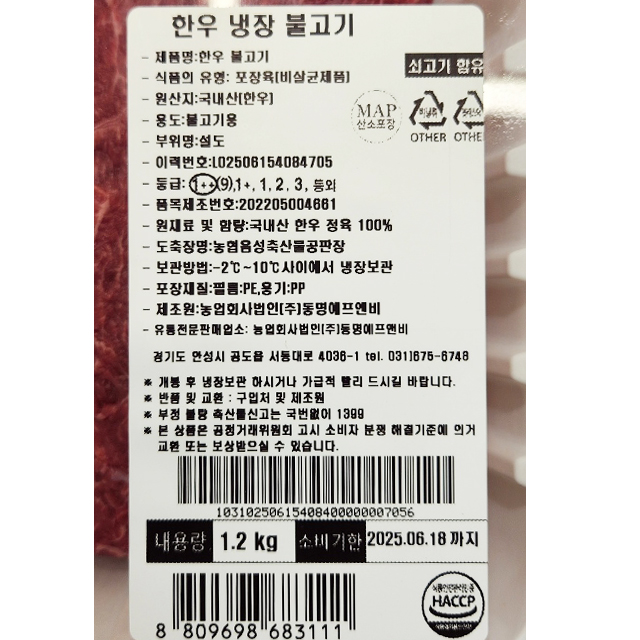 한우 냉장 불고기
- 제품명:한우 불고기
쇠고기 함유
- 식품의 유형: 포장육[비살균제품]
- 원산지:국내산[한우]
- 용도:불고기용
MAP
산소포장
OTHER OTHER
- 부위명:설도
- 이력번호:L02506154084705
- 등급: 1++(9),1+, 1, 2, 3, 등외
- 품목제조번호:202205004661
- 원재료 및 함량:국내산 한우 정육 100%
- 도축장명:농협음성축산물공판장
- 보관방법:-2℃~10℃사이에서 냉장보관
- 포장재질:필름:PE,용기:PP
- 제조원:농업회사법인(주)동명에프앤비
- 유통전문판매업소: 농업회사법인(주)동명에프앤비
경기도 안성시 공도읍 서동대로 4036-1 tel. 031)675-6748
※ 개봉 후 냉장보관 하시거나 가급적 빨리 드시길 바랍니다.
※ 반품 및 교환 : 구입처 및 제조원
※ 부정 불량 축산물신고는 국번없이 1399
※ 본 상품은 공정거래위원회 고시 소비자 분쟁 해결기준에 의거
교환 또는 보상받으실 수 있습니다.
10310250615408400000007056
내용량 1.2 kg 소비기한 2025.06.18 까지
HACCP
8 809698 683111